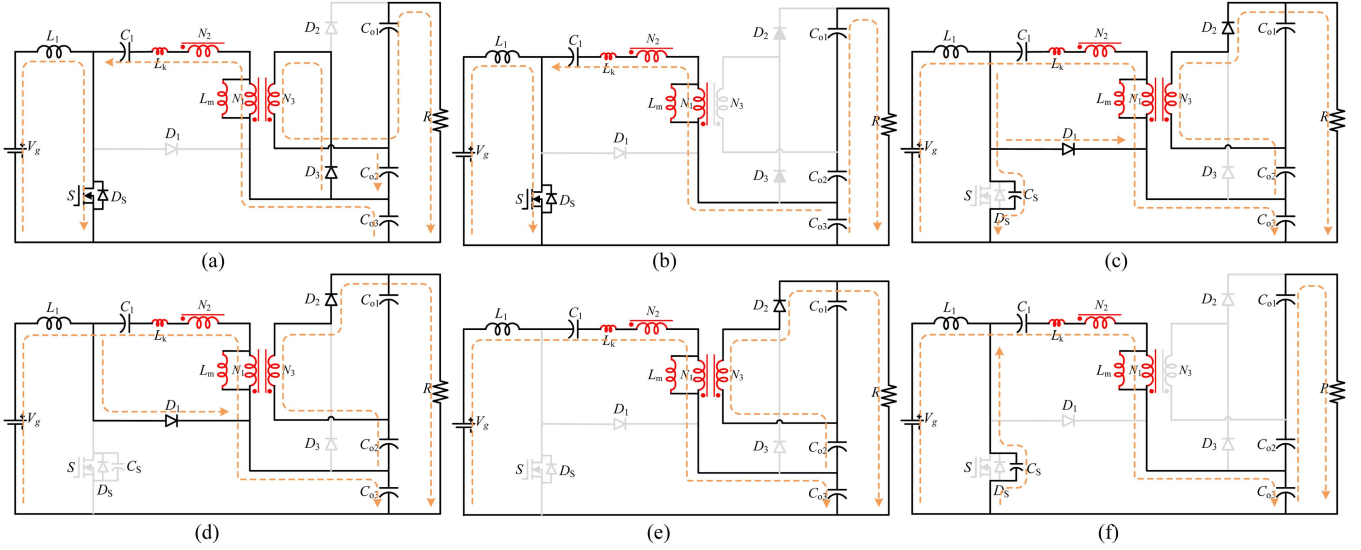 D2 Co1
L1 C1 N2
Lk
Lm N1 N3 R
D1
Vg
D3 Co2
S DS
Co3
(a)
D2 Co1
L1 C1 N2
Lk
Lm N1 N3 R
D1
Vg
D3 Co2
S DS
Co3
(b)
D2 Co1
L1 C1 N2
Lk
Lm N1 N3 R
D1
Vg
D3 Co2
S CS
DS Co3
(c)
D2 Co1
L1 C1 N2
Lk
Lm N1 N3 R
D1
Vg
D3 Co2
S CS
DS Co3
(d)
D2 Co1
L1 C1 N2
Lk
Lm N1 N3 R
D1
Vg
D3 Co2
S DS
Co3
(e)
D2 Co1
L1 C1 N2
Lk
Lm N1 N3 R
D1
Vg
D3 Co2
S CS
DS Co3
(f)